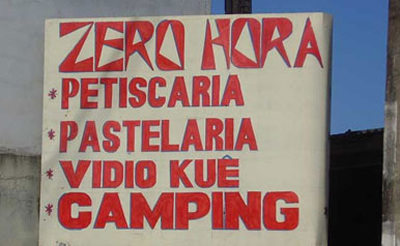 ZERO HORA
* PETISCARIA
* PASTELARIA
* VIDIO KUÊ
* CAMPING